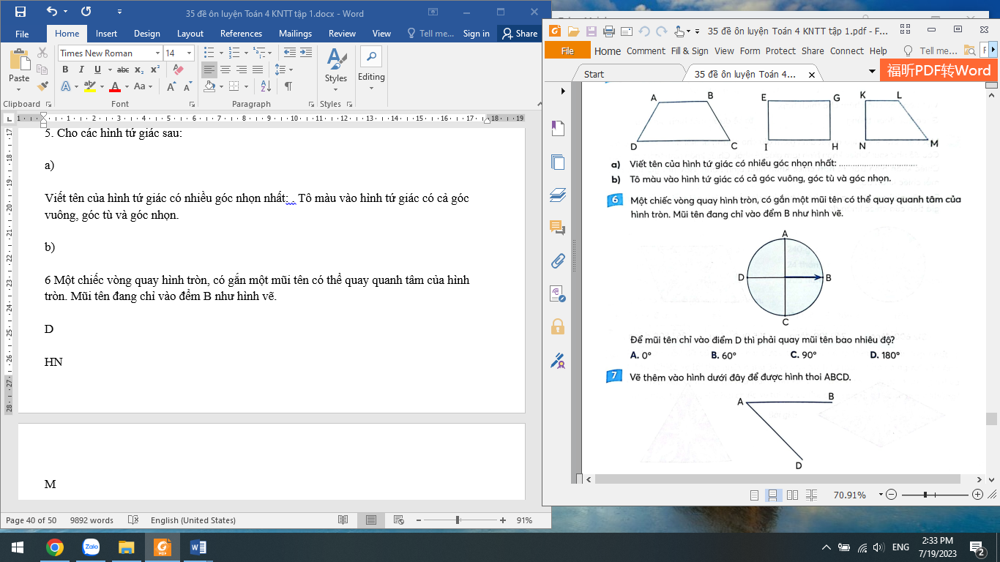 35 đề ôn luyện Toán 4 KNTT tập 1.docx - Word
File
Home
Insert
Design
Layout
References
Mailings
Review
View
Tell me...
Sign in
Share
Paste
Clipboard
Times New Roman
14
B I U abc x₂ x²
Aa
Font
Paragraph
Styles
Styles
Editing
5. Cho các hình tứ giác sau:
a)
Viết tên của hình tứ giác có nhiều góc nhọn nhất: . Tô màu vào hình tứ giác có cả góc
vuông, góc tù và góc nhọn.
b)
6 Một chiếc vòng quay hình tròn, có gắn một mũi tên có thể quay quanh tâm của hình
tròn. Mũi tên đang chỉ vào đểm B như hình vẽ.
D
HN
M
Page 40 of 50
9892 words
English (United States)
91%
35 đề ôn luyện Toán 4 KNTT tập 1.pdf - F...
File
Home
Comment
Fill & Sign
View
Form
Protect
Share
Connect
Help
Tell me...
Start
35 đề ôn luyện Toán 4...
福昕PDF转Word
A B
D C
E G
I H
K L
N M
a) Viết tên của hình tứ giác có nhiều góc nhọn nhất: ................................
b) Tô màu vào hình tứ giác có cả góc vuông, góc tù và góc nhọn.
6 Một chiếc vòng quay hình tròn, có gắn một mũi tên có thể quay quanh tâm của
hình tròn. Mũi tên đang chỉ vào đểm B như hình vẽ.
A
D B
C
Để mũi tên chỉ vào điểm D thì phải quay mũi tên bao nhiêu độ?
A. 0° B. 60° C. 90° D. 180°
7 Vẽ thêm vào hình dưới đây để được hình thoi ABCD.
A B
D
70.91%
Zalo
PDF
ENG
2:33 PM
7/19/2023
2